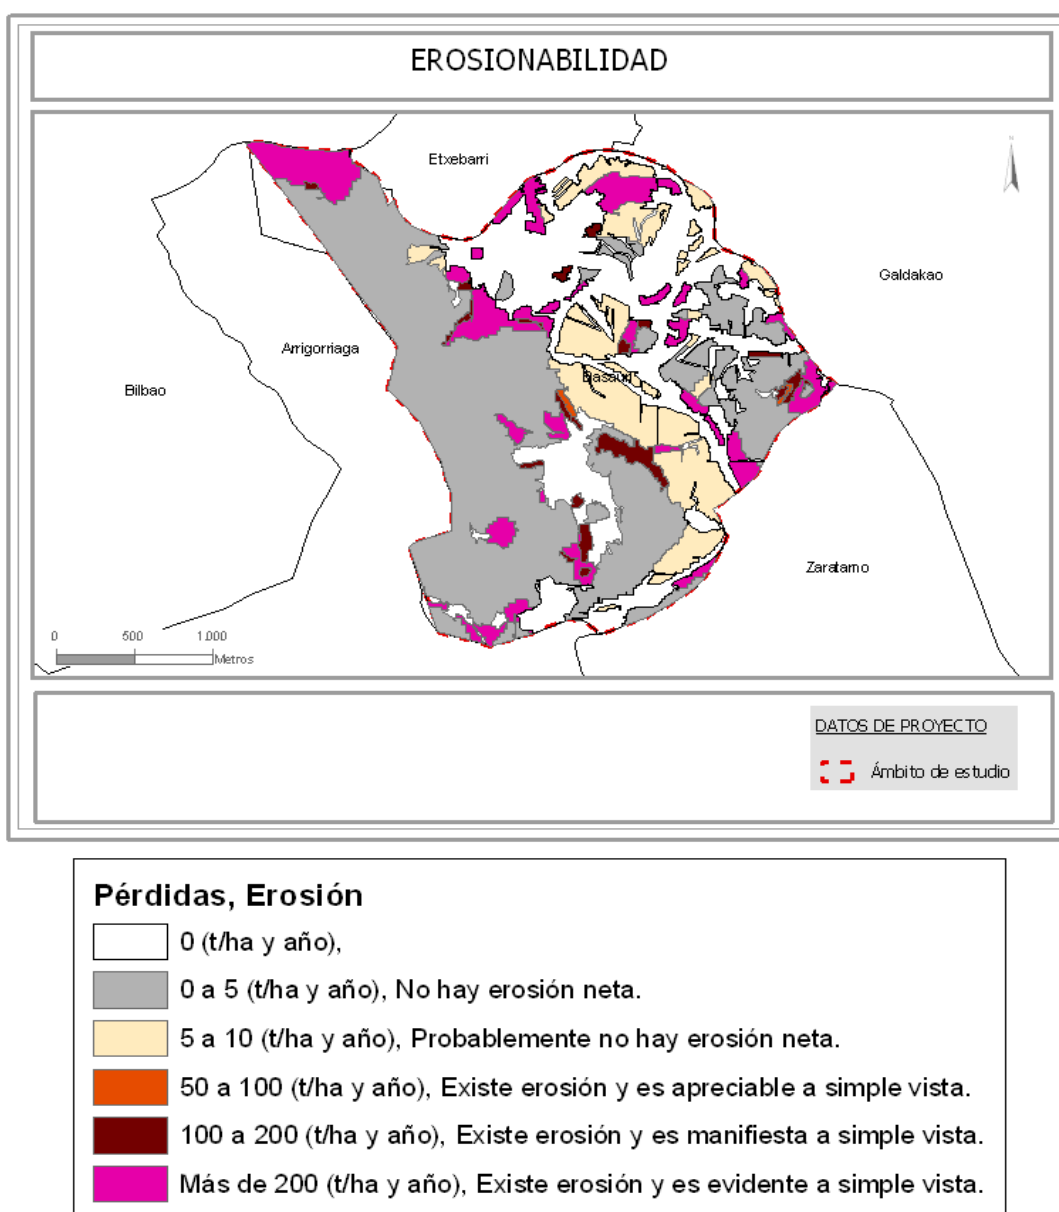 EROSIONABILIDAD
N
Etxebarri
Galdakao
Arrigorriaga
Basauri
Bilbao
Zaratamo
0 500 1.000
Metros
DATOS DE PROYECTO
Ámbito de estudio
Pérdidas, Erosión
0 (t/ha y año),
0 a 5 (t/ha y año), No hay erosión neta.
5 a 10 (t/ha y año), Probablemente no hay erosión neta.
50 a 100 (t/ha y año), Existe erosión y es apreciable a simple vista.
100 a 200 (t/ha y año), Existe erosión y es manifiesta a simple vista.
Más de 200 (t/ha y año), Existe erosión y es evidente a simple vista.